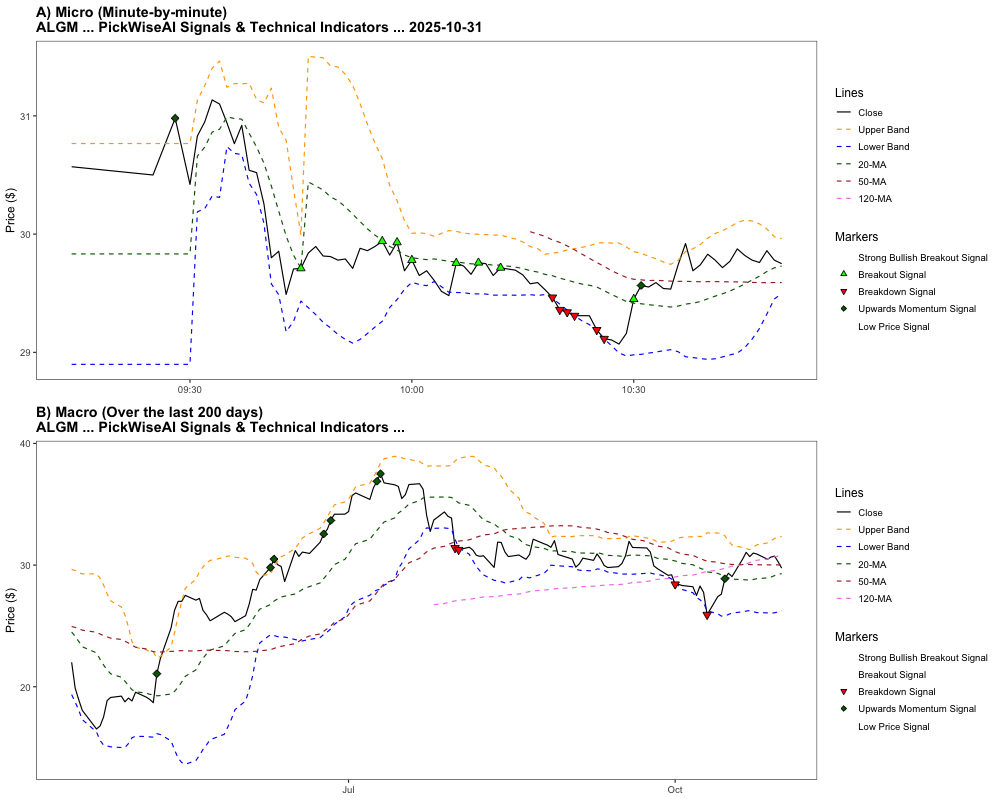 A) Micro (Minute-by-minute)
ALGM ... PickWiseAI Signals & Technical Indicators ... 2025-10-31
Price ($)
31
30
29
09:30
10:00
10:30
Lines
Close
Upper Band
Lower Band
20-MA
50-MA
120-MA
Markers
Strong Bullish Breakout Signal
Breakout Signal
Breakdown Signal
Upwards Momentum Signal
Low Price Signal
B) Macro (Over the last 200 days)
ALGM ... PickWiseAI Signals & Technical Indicators ...
Price ($)
40
30
20
Jul
Oct
Lines
Close
Upper Band
Lower Band
20-MA
50-MA
120-MA
Markers
Strong Bullish Breakout Signal
Breakout Signal
Breakdown Signal
Upwards Momentum Signal
Low Price Signal